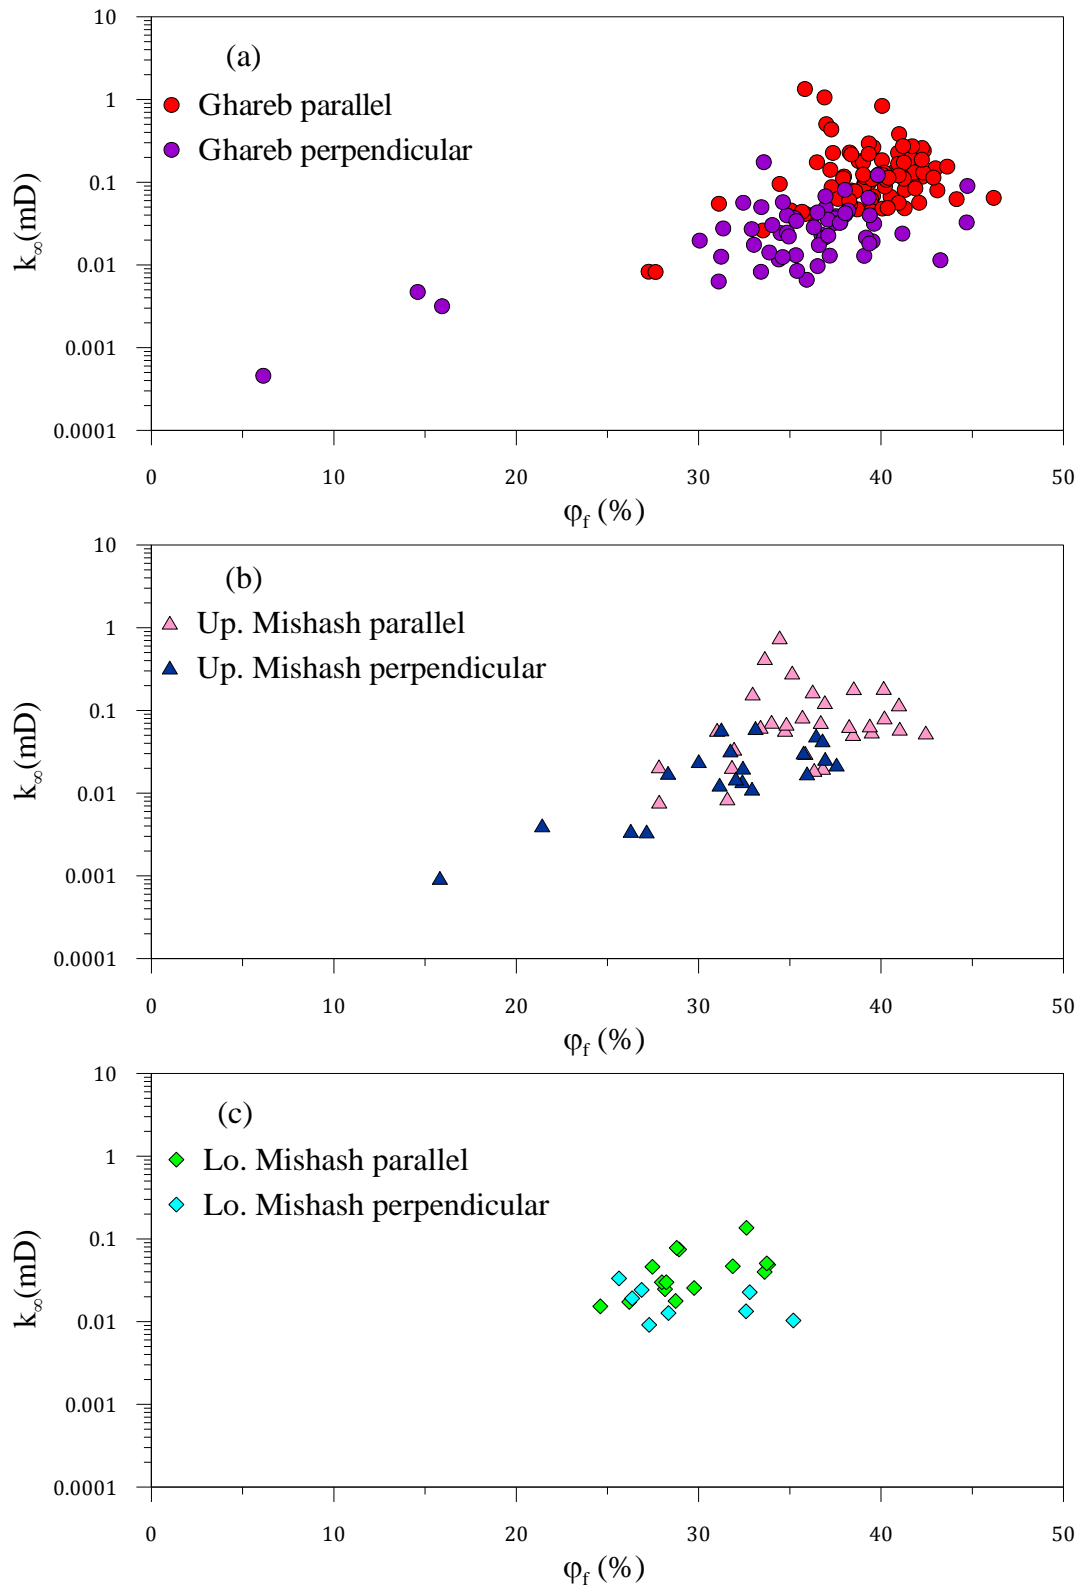 10
(a)
1
Ghareb parallel
Ghareb perpendicular
0.1
k∞(mD)
0.01
0.001
0.0001
0 10 20 30 40 50
φf (%)
10
(b)
1
Up. Mishash parallel
Up. Mishash perpendicular
0.1
k∞(mD)
0.01
0.001
0.0001
0 10 20 30 40 50
φf (%)
10
(c)
1
Lo. Mishash parallel
Lo. Mishash perpendicular
0.1
k∞(mD)
0.01
0.001
0.0001
0 10 20 30 40 50
φf (%)